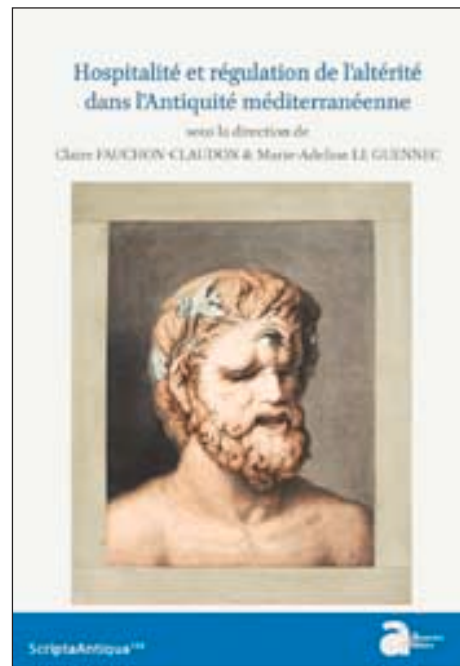 Hospitalité et régulation de l'altérité
dans l'Antiquité méditerranéenne
sous la direction de
Claire FAUCHON-CLAUDON & Marie-Adeline LE GUENNEC
ScriptaAntiqua